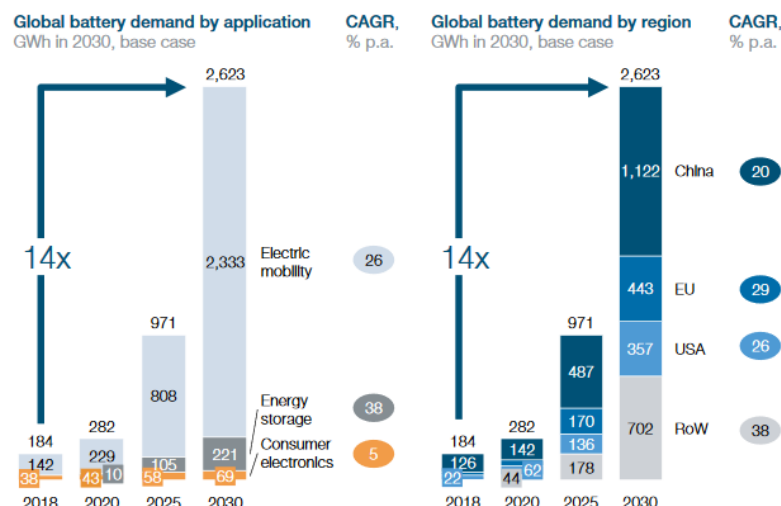 Global battery demand by application
GWh in 2030, base case
CAGR,
% p.a.
2,623
14x
2,333
Electric
mobility
26
971
808
Energy
storage
38
184
282
142
229
105
221
Consumer
electronics
5
38
43
10
58
69
2018
2020
2025
2030
Global battery demand by region
GWh in 2030, base case
CAGR,
% p.a.
2,623
1,122
China
20
14x
443
EU
29
971
357
USA
26
487
170
136
702
RoW
38
184
282
126
142
178
22
62
44
2018
2020
2025
2030